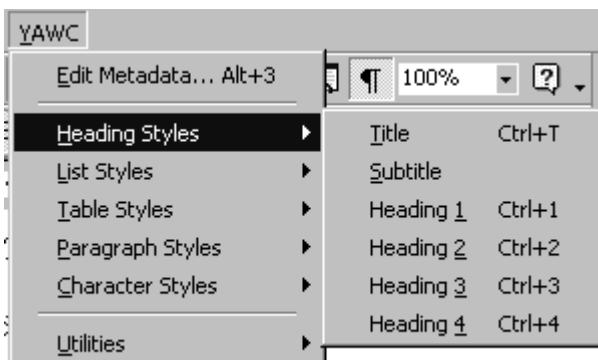 YAWC
Edit Metadata... Alt+3
100%
Heading Styles
Title Ctrl+T
List Styles
Subtitle
Table Styles
Heading 1 Ctrl+1
Paragraph Styles
Heading 2 Ctrl+2
Character Styles
Heading 3 Ctrl+3
Heading 4 Ctrl+4
Utilities